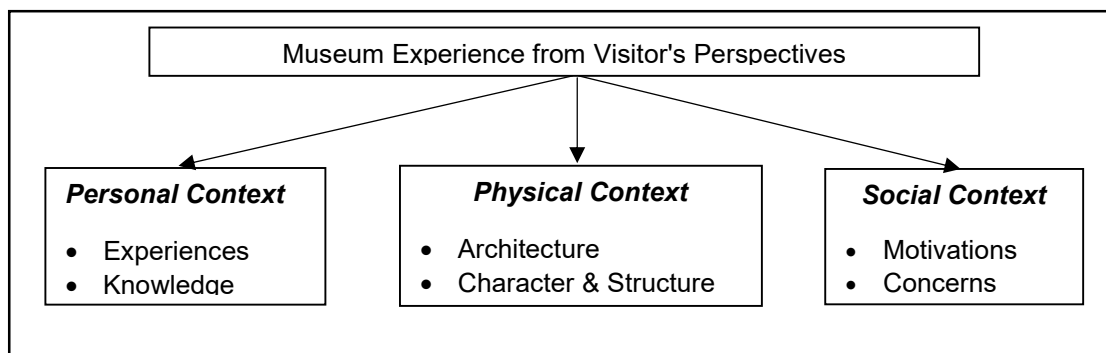 Museum Experience from Visitor's Perspectives
Personal Context
• Experiences
• Knowledge
Physical Context
• Architecture
• Character & Structure
Social Context
• Motivations
• Concerns